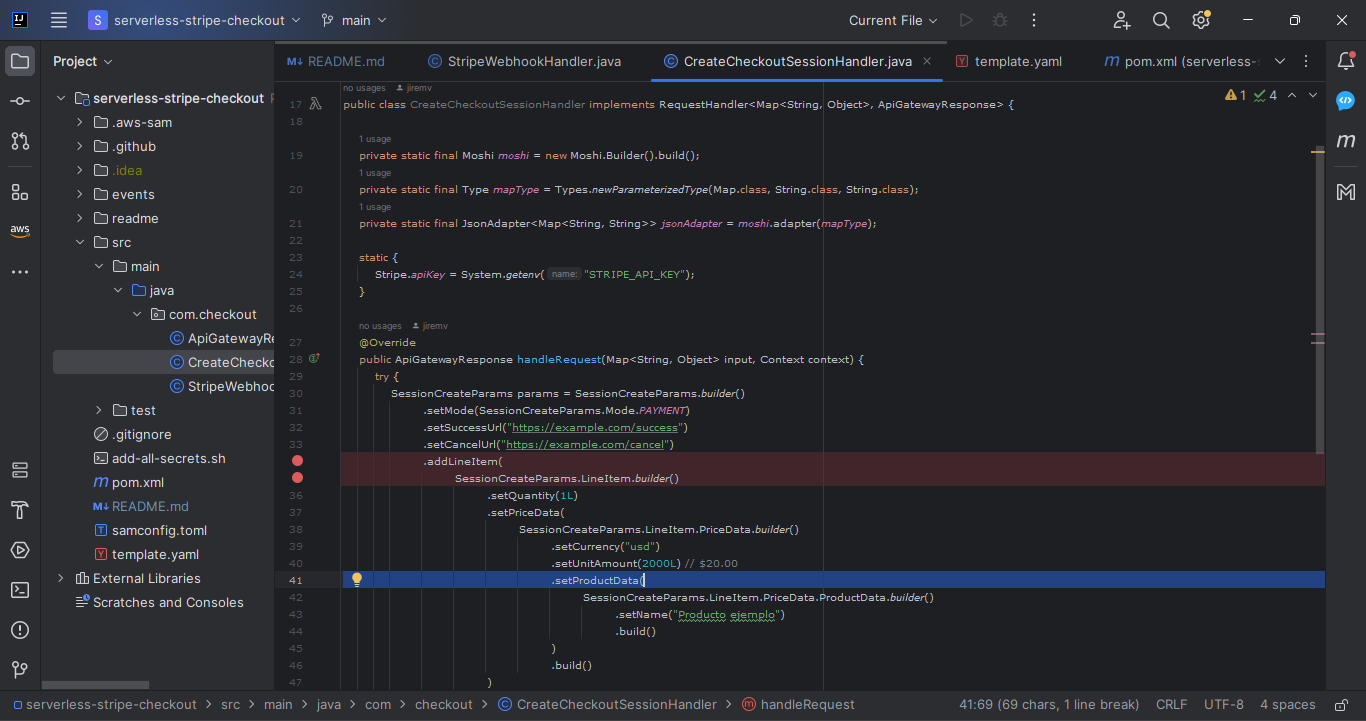 IJ
S serverless-stripe-checkout main Current File
Project
README.md StripeWebhookHandler.java CreateCheckoutSessionHandler.java template.yaml pom.xml (serverless-
serverless-stripe-checkout
.aws-sam
.github
.idea
events
readme
src
main
java
com.checkout
ApiGatewayRe
CreateChecko
StripeWebhoo
test
.gitignore
add-all-secrets.sh
pom.xml
README.md
samconfig.toml
template.yaml
External Libraries
Scratches and Consoles
aws
1 4
no usages jiremv
17 public class CreateCheckoutSessionHandler implements RequestHandler<Map<String, Object>, ApiGatewayResponse> {
18
1 usage
19 private static final Moshi moshi = new Moshi.Builder().build();
1 usage
20 private static final Type mapType = Types.newParameterizedType(Map.class, String.class, String.class);
1 usage
21 private static final JsonAdapter<Map<String, String>> jsonAdapter = moshi.adapter(mapType);
22
23 static {
24 Stripe.apiKey = System.getenv( name: "STRIPE_API_KEY");
25 }
26
no usages jiremv
27 @Override
28 public ApiGatewayResponse handleRequest(Map<String, Object> input, Context context) {
29 try {
30 SessionCreateParams params = SessionCreateParams.builder()
31 .setMode(SessionCreateParams.Mode.PAYMENT)
32 .setSuccessUrl("https://example.com/success")
33 .setCancelUrl("https://example.com/cancel")
.addLineItem(
SessionCreateParams.LineItem.builder()
36 .setQuantity(1L)
37 .setPriceData(
38 SessionCreateParams.LineItem.PriceData.builder()
39 .setCurrency("usd")
40 .setUnitAmount(2000L) // $20.00
41 .setProductData(
42 SessionCreateParams.LineItem.PriceData.ProductData.builder()
43 .setName("Producto ejemplo")
44 .build()
45 )
46 .build()
47 )
serverless-stripe-checkout > src > main > java > com > checkout > CreateCheckoutSessionHandler > handleRequest 41:69 (69 chars, 1 line break) CRLF UTF-8 4 spaces